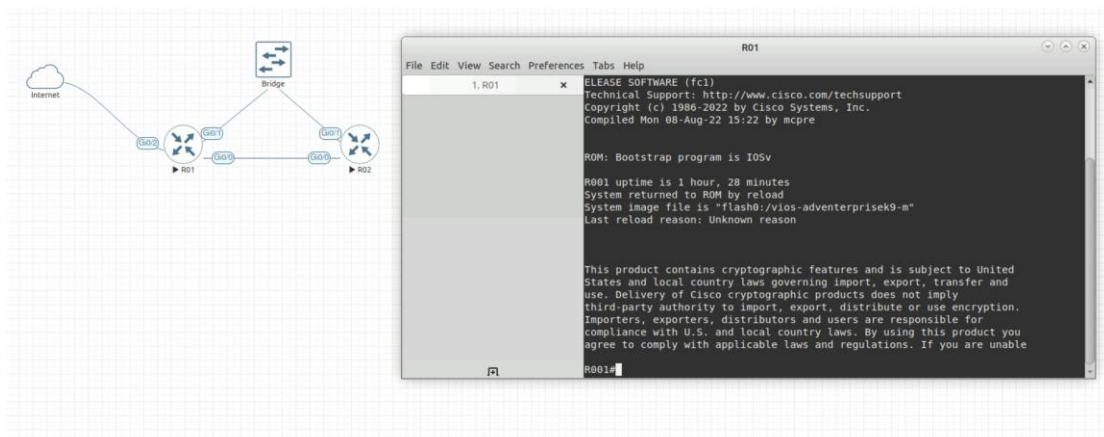 Internet
Bridge
Gi0/2
Gi0/1
Gi0/1
Gi0/0
Gi0/0
R01
R02
R01
File Edit View Search Preferences Tabs Help
1. R01
ELEASE SOFTWARE (fc1)
Technical Support: http://www.cisco.com/techsupport
Copyright (c) 1986-2022 by Cisco Systems, Inc.
Compiled Mon 08-Aug-22 15:22 by mcpre
ROM: Bootstrap program is IOSv
R001 uptime is 1 hour, 28 minutes
System returned to ROM by reload
System image file is "flash0:/vios-adventerprisek9-m"
Last reload reason: Unknown reason
This product contains cryptographic features and is subject to United
States and local country laws governing import, export, transfer and
use. Delivery of Cisco cryptographic products does not imply
third-party authority to import, export, distribute or use encryption.
Importers, exporters, distributors and users are responsible for
compliance with U.S. and local country laws. By using this product you
agree to comply with applicable laws and regulations. If you are unable
R001#